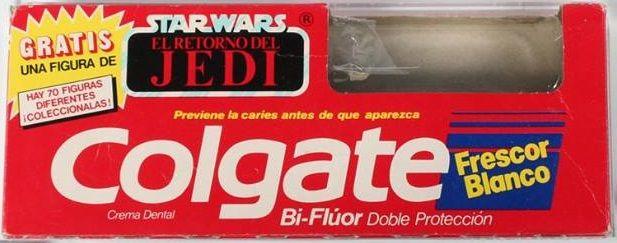 GRATIS
UNA FIGURA DE
HAY 70 FIGURAS
DIFERENTES
¡COLECCIONALAS!
STAR WARS ®
EL RETORNO DEL
JEDI
Previene la caries antes de que aparezca
Colgate
Frescor
Blanco
Crema Dental
Bi-Flúor Doble Protección